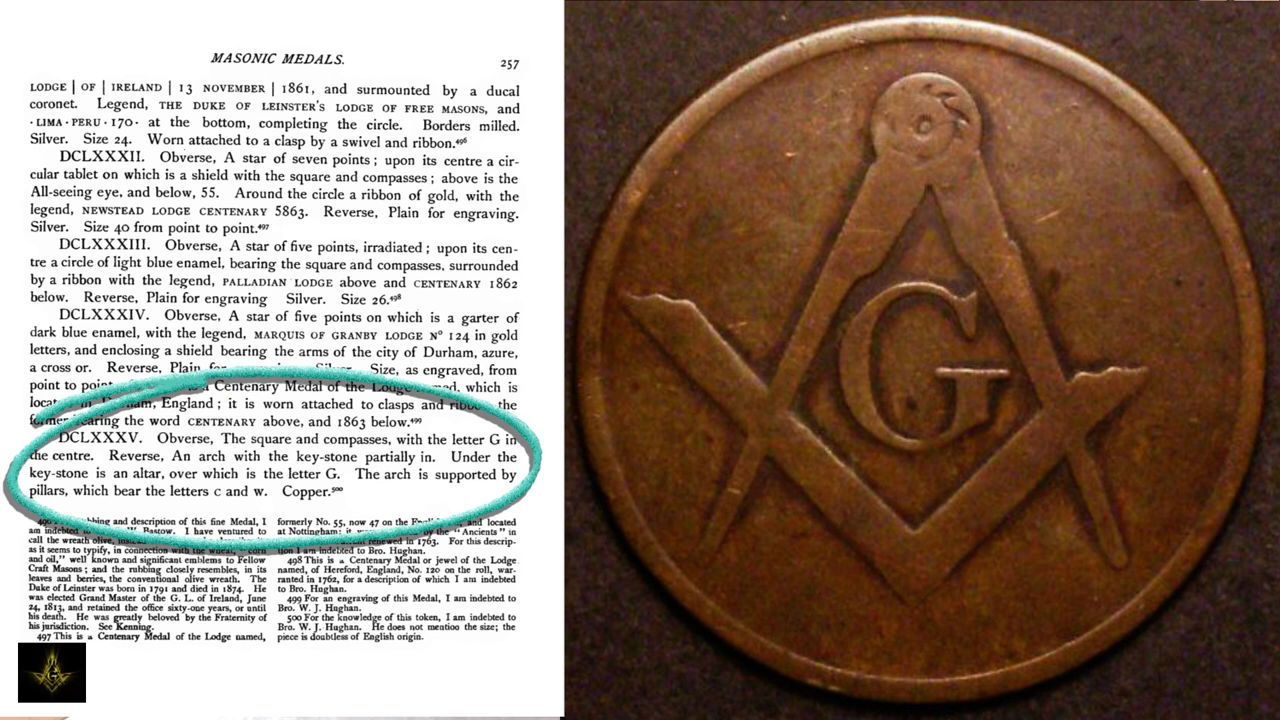 MASONIC MEDALS.
257
LODGE | OF | IRELAND | 13 NOVEMBER | 1861, and surmounted by a ducal
coronet. Legend, THE DUKE OF LEINSTER'S LODGE OF FREE MASONS, and
· LIMA · PERU · 170 · at the bottom, completing the circle. Borders milled.
Silver. Size 24. Worn attached to a clasp by a swivel and ribbon.⁴⁹⁶
DCLXXXII. Obverse, A star of seven points; upon its centre a cir-
cular tablet on which is a shield with the square and compasses; above is the
All-seeing eye, and below, 55. Around the circle a ribbon of gold, with the
legend, NEWSTEAD LODGE CENTENARY 5863. Reverse, Plain for engraving.
Silver. Size 40 from point to point.⁴⁹⁷
DCLXXXIII. Obverse, A star of five points, irradiated; upon its cen-
tre a circle of light blue enamel, bearing the square and compasses, surrounded
by a ribbon with the legend, PALLADIAN LODGE above and CENTENARY 1862
below. Reverse, Plain for engraving Silver. Size 26.⁴⁹⁸
DCLXXXIV. Obverse, A star of five points on which is a garter of
dark blue enamel, with the legend, MARQUIS OF GRANBY LODGE Nº 124 in gold
letters, and enclosing a shield bearing the arms of the city of Durham, azure,
a cross or. Reverse, Plain Size, as engraved, from
point to point Centenary Medal of the Lodge which is
England; it is worn attached to clasps and the
bearing the word CENTENARY above, and 1863 below.⁴⁹⁹
DCLXXXV. Obverse, The square and compasses, with the letter G in
the centre. Reverse, An arch with the key-stone partially in. Under the
key-stone is an altar, over which is the letter G. The arch is supported by
pillars, which bear the letters C and W. Copper.⁵⁰⁰
and description of this fine Medal, I
am indebted Bastow. I have ventured to
call the wreath olive,
as it seems to typify, in connection with the wheat, "corn
and oil," well known and significant emblems to Fellow
Craft Masons; and the rubbing closely resembles, in its
leaves and berries, the conventional olive wreath. The
Duke of Leinster was born in 1791 and died in 1874. He
was elected Grand Master of the G. L. of Ireland, June
24, 1813, and retained the office sixty-one years, or until
his death. He was greatly beloved by the Fraternity of
his jurisdiction. See Kenning.
497 This is a Centenary Medal of the Lodge named,
formerly No. 55, now 47 on the and located
at Nottingham; it by the "Ancients" in
renewed in 1763. For this descrip-
tion I am indebted to Bro. Hughan.
498 This is a Centenary Medal or jewel of the Lodge
named, of Hereford, England, No. 120 on the roll, war-
ranted in 1762, for a description of which I am indebted
to Bro. Hughan.
499 For an engraving of this Medal, I am indebted to
Bro. W. J. Hughan.
500 For the knowledge of this token, I am indebted to
Bro. W. J. Hughan. He does not mention the size; the
piece is doubtless of English origin.
G
G